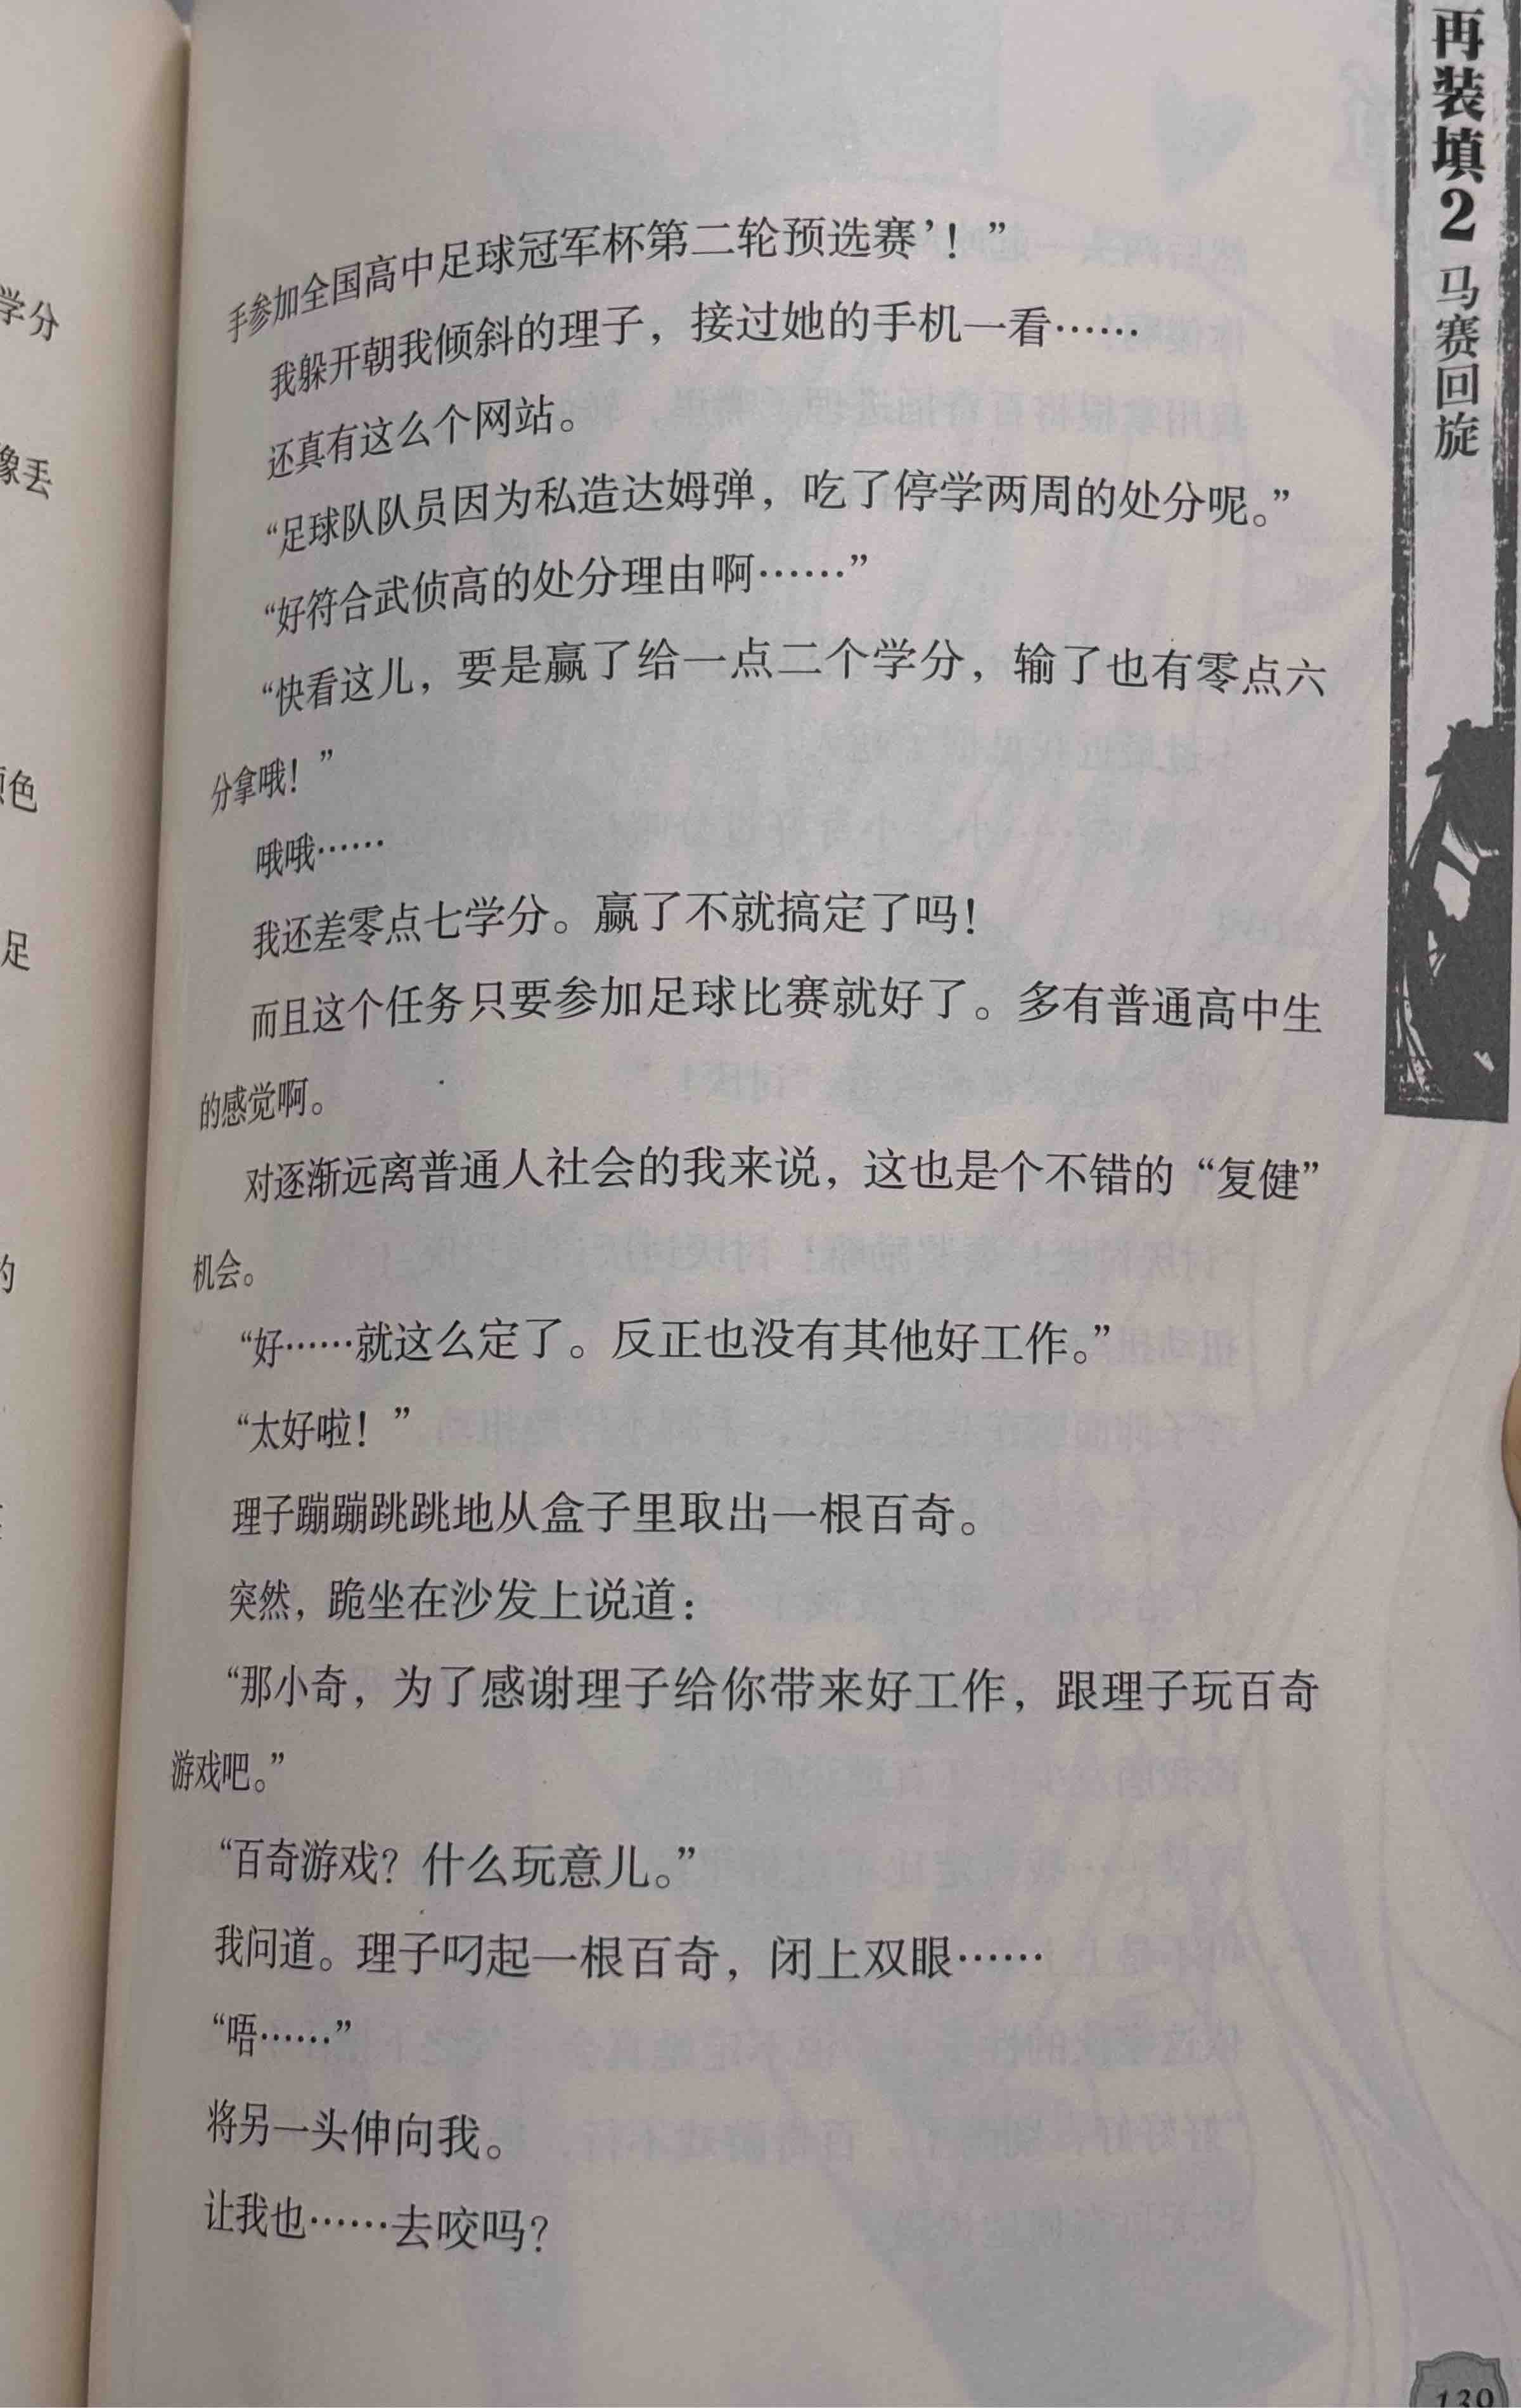 手参加全国高中足球冠军杯第二轮预选赛’！”
我躲开朝我倾斜的理子，接过她的手机一看……
还真有这么个网站。
“足球队队员因为私造达姆弹，吃了停学两周的处分呢。”
“好符合武侦高的处分理由啊……”
“快看这儿，要是赢了给一点二个学分，输了也有零点六
分拿哦！”
哦哦……
我还差零点七学分。赢了不就搞定了吗！
而且这个任务只要参加足球比赛就好了。多有普通高中生
的感觉啊。
对逐渐远离普通人社会的我来说，这也是个不错的“复健”
机会。
“好……就这么定了。反正也没有其他好工作。”
“太好啦！”
理子蹦蹦跳跳地从盒子里取出一根百奇。
突然，跪坐在沙发上说道：
“那小奇，为了感谢理子给你带来好工作，跟理子玩百奇
游戏吧。”
“百奇游戏？什么玩意儿。”
我问道。理子叼起一根百奇，闭上双眼……
“唔……”
将另一头伸向我。
让我也……去咬吗？
再装填2 马赛回旋
139
学分
像丢
色
足
的